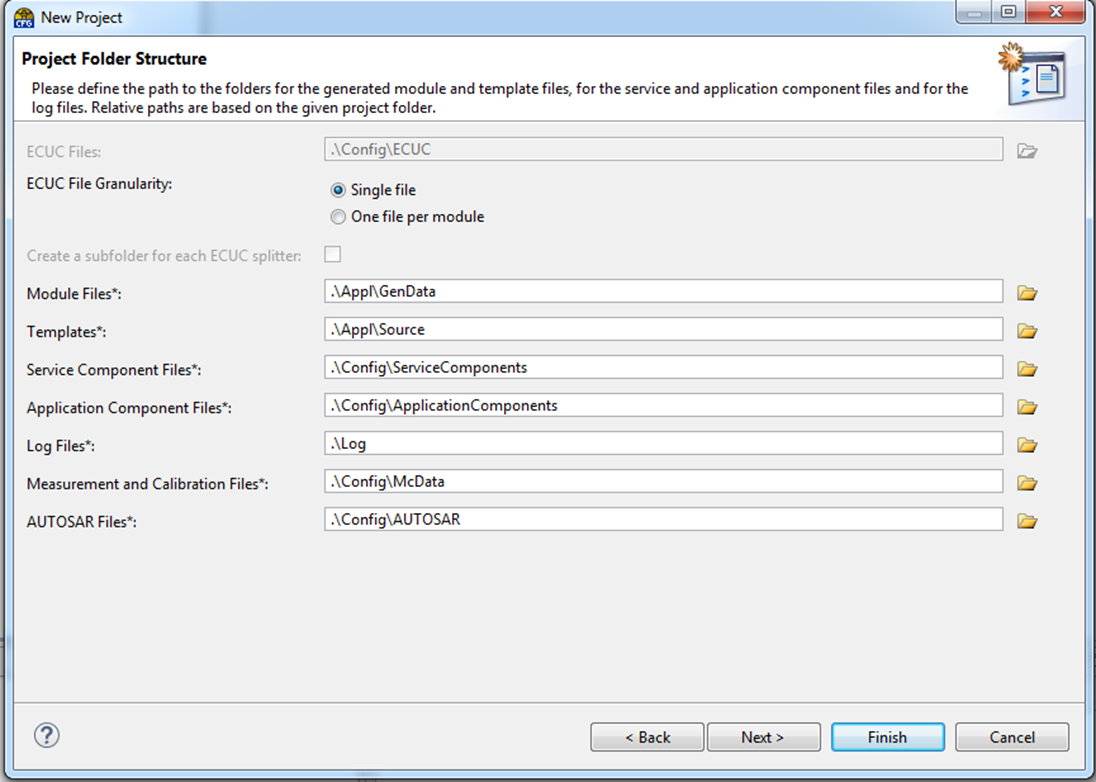 CFG New Project
Project Folder Structure
Please define the path to the folders for the generated module and template files, for the service and application component files and for the
log files. Relative paths are based on the given project folder.
ECUC Files: .\Config\ECUC
ECUC File Granularity:
Single file
One file per module
Create a subfolder for each ECUC splitter:
Module Files*: .\Appl\GenData
Templates*: .\Appl\Source
Service Component Files*: .\Config\ServiceComponents
Application Component Files*: .\Config\ApplicationComponents
Log Files*: .\Log
Measurement and Calibration Files*: .\Config\McData
AUTOSAR Files*: .\Config\AUTOSAR
? < Back Next > Finish Cancel